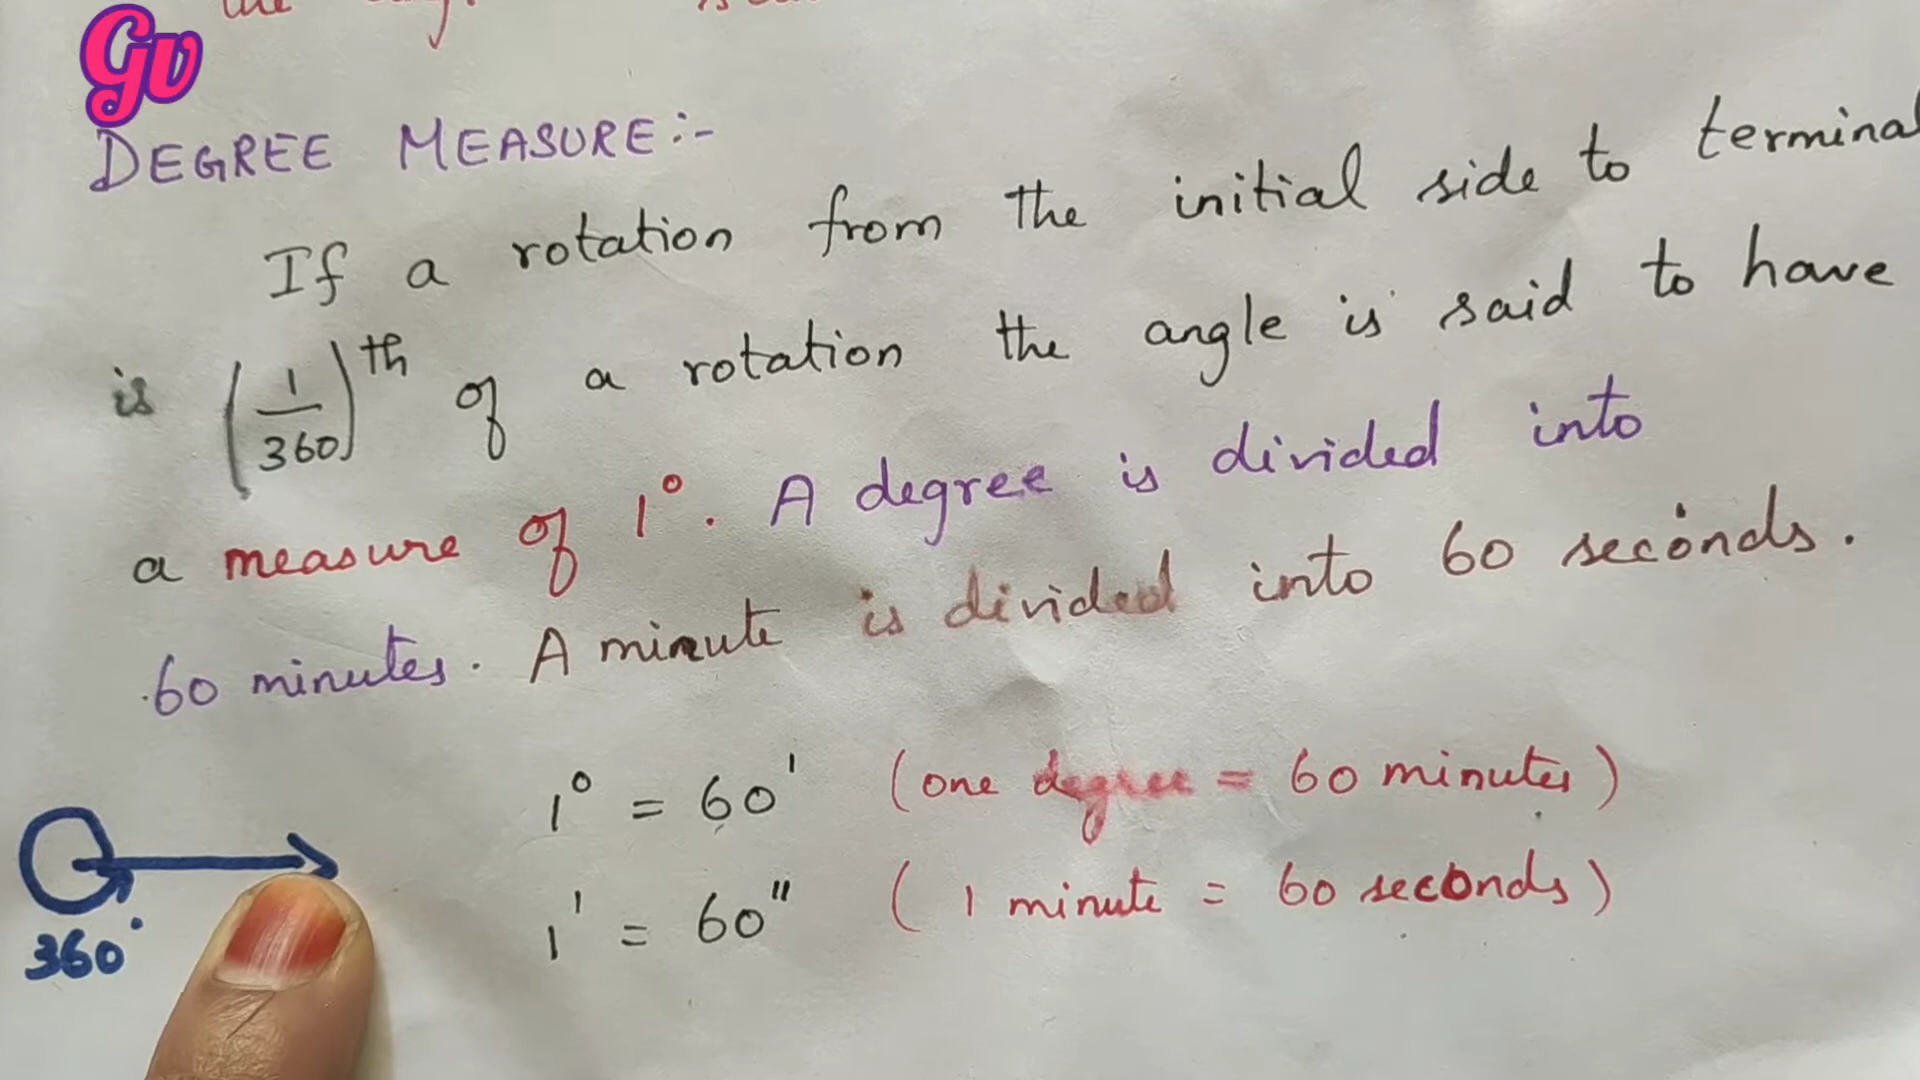 Gv
DEGREE MEASURE:-
If a rotation from the initial side to terminal
is (1/360)th of a rotation the angle is said to have
a measure of 1°. A degree is divided into
60 minutes. A minute is divided into 60 seconds.
1° = 60' (one degree = 60 minutes)
1' = 60" ( 1 minute = 60 seconds)
360°